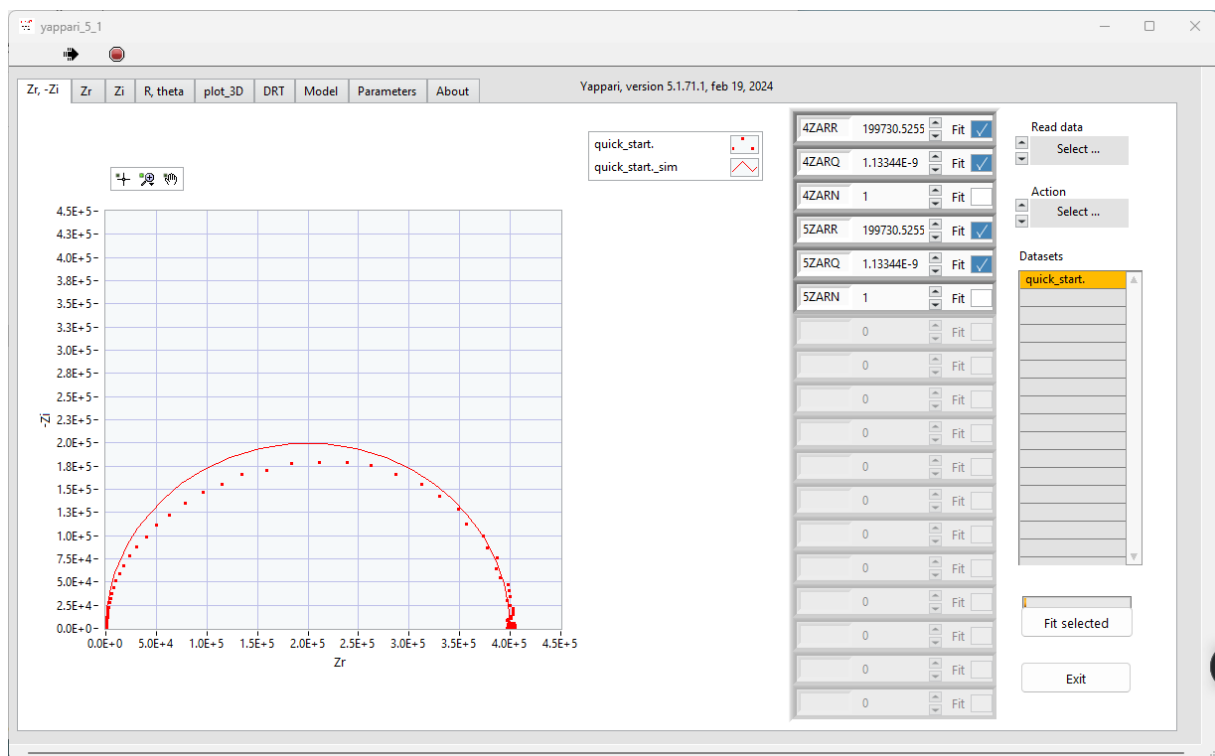 yappari_5_1
Zr, -Zi Zr Zi R, theta plot_3D DRT Model Parameters About
Yappari, version 5.1.71.1, feb 19, 2024
quick_start.
quick_start._sim
4.5E+5
4.3E+5
4.0E+5
3.8E+5
3.5E+5
3.3E+5
3.0E+5
2.8E+5
2.5E+5
2.3E+5
2.0E+5
1.8E+5
1.5E+5
1.3E+5
1.0E+5
7.5E+4
5.0E+4
2.5E+4
0.0E+0
-Zi
0.0E+0 5.0E+4 1.0E+5 1.5E+5 2.0E+5 2.5E+5 3.0E+5 3.5E+5 4.0E+5 4.5E+5
Zr
4ZARR 199730.5255 Fit
4ZARQ 1.13344E-9 Fit
4ZARN 1 Fit
5ZARR 199730.5255 Fit
5ZARQ 1.13344E-9 Fit
5ZARN 1 Fit
0 Fit
0 Fit
0 Fit
0 Fit
0 Fit
0 Fit
0 Fit
0 Fit
0 Fit
0 Fit
0 Fit
0 Fit
Read data
Select ...
Action
Select ...
Datasets
quick_start.
Fit selected
Exit